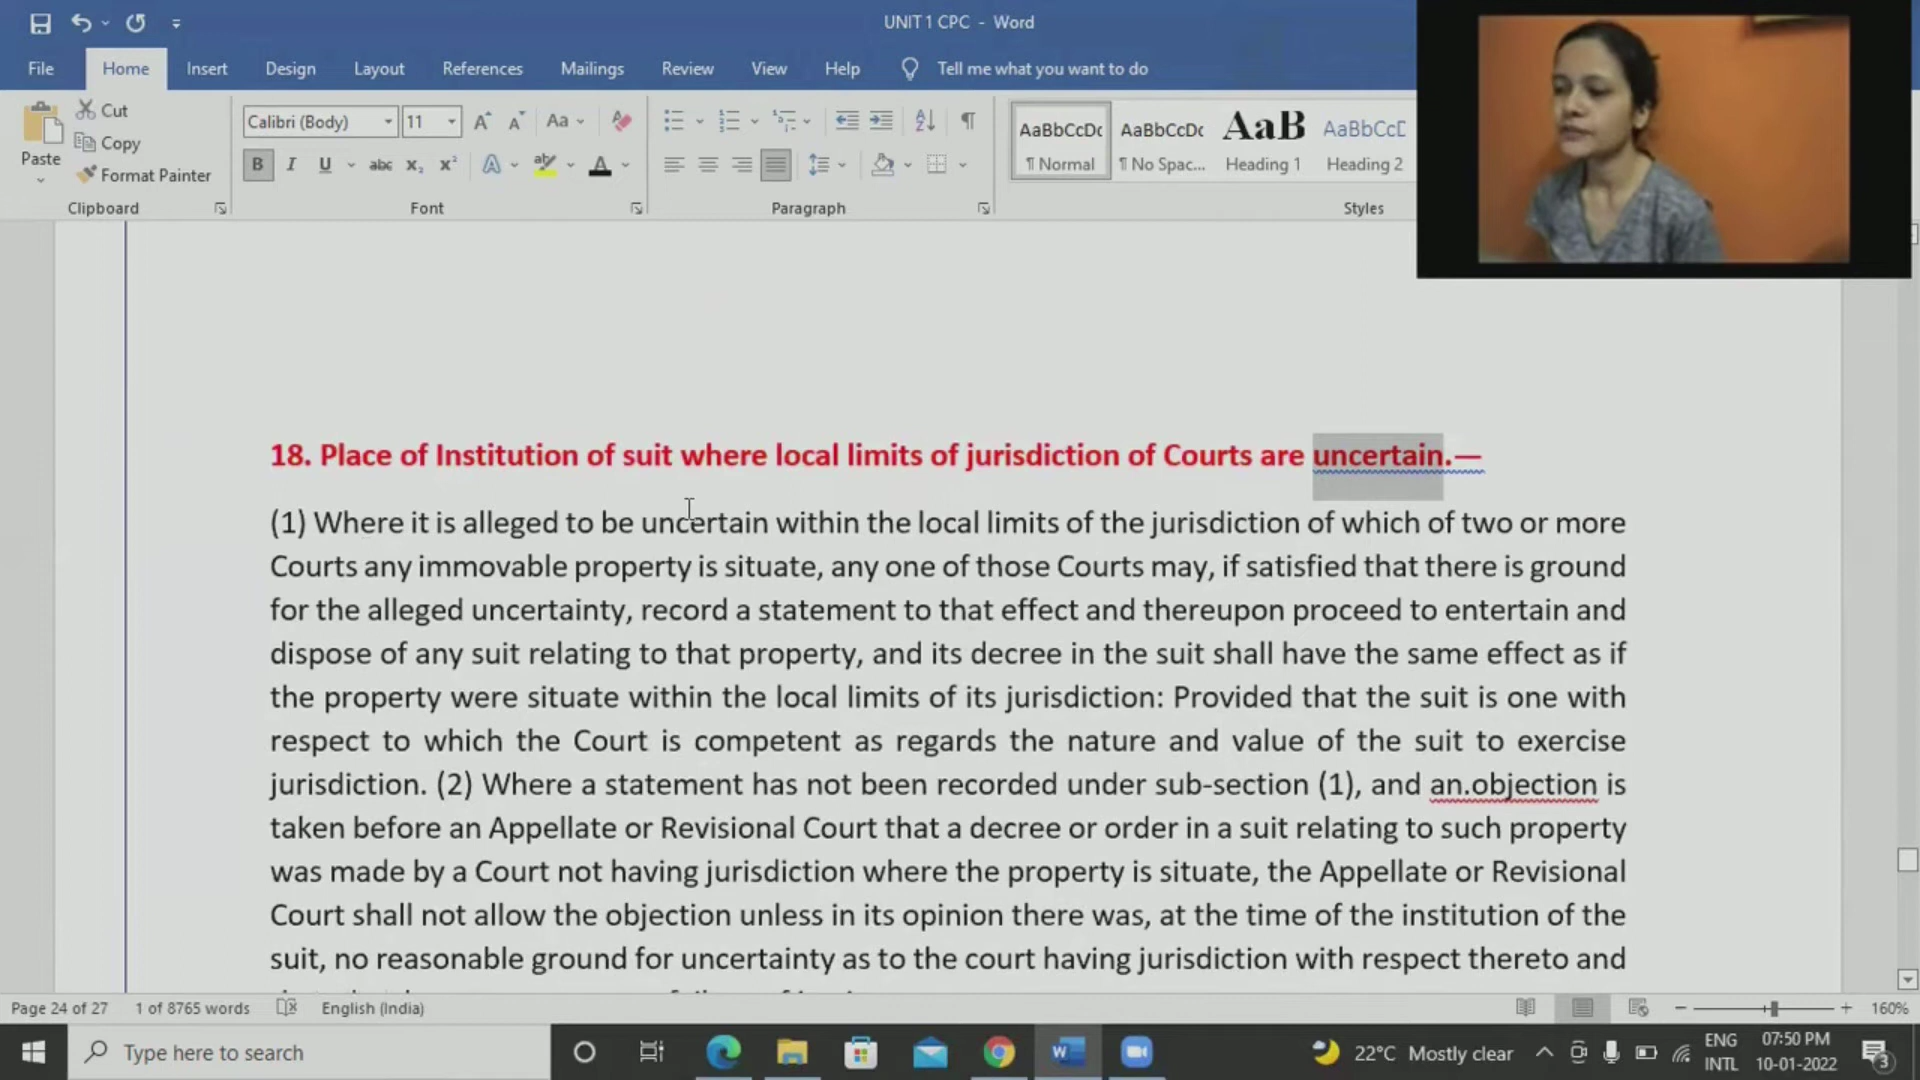 UNIT 1 CPC - Word
File Home Insert Design Layout References Mailings Review View Help Tell me what you want to do
Paste
Cut
Copy
Format Painter
Clipboard
Calibri (Body) 11
Aa
B I U abc x₂ x² A ab A
Font
Paragraph
AaBbCcDc AaBbCcDc AaB AaBbCcD
¶ Normal ¶ No Spac... Heading 1 Heading 2
Styles
18. Place of Institution of suit where local limits of jurisdiction of Courts are uncertain.—
(1) Where it is alleged to be uncertain within the local limits of the jurisdiction of which of two or more
Courts any immovable property is situate, any one of those Courts may, if satisfied that there is ground
for the alleged uncertainty, record a statement to that effect and thereupon proceed to entertain and
dispose of any suit relating to that property, and its decree in the suit shall have the same effect as if
the property were situate within the local limits of its jurisdiction: Provided that the suit is one with
respect to which the Court is competent as regards the nature and value of the suit to exercise
jurisdiction. (2) Where a statement has not been recorded under sub-section (1), and an.objection is
taken before an Appellate or Revisional Court that a decree or order in a suit relating to such property
was made by a Court not having jurisdiction where the property is situate, the Appellate or Revisional
Court shall not allow the objection unless in its opinion there was, at the time of the institution of the
suit, no reasonable ground for uncertainty as to the court having jurisdiction with respect thereto and
Page 24 of 27 1 of 8765 words English (India) 160%
Type here to search
22°C Mostly clear
ENG
INTL
07:50 PM
10-01-2022
3